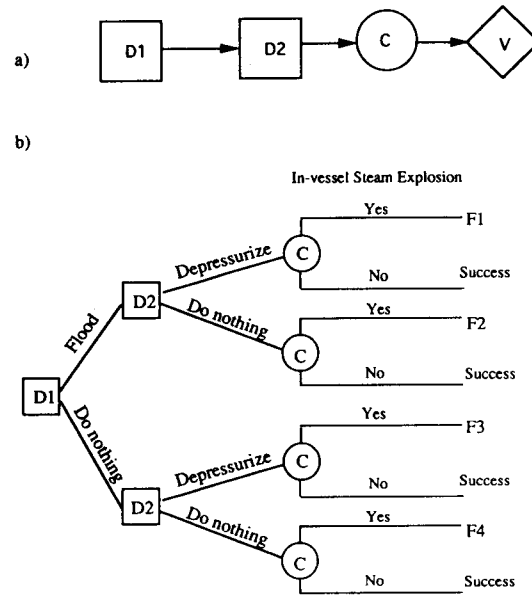 a)
D1
D2
C
V
b)
In-vessel Steam Explosion
Yes
F1
C
Depressurize
No
Success
D2
Do nothing
Yes
F2
Flood
C
No
Success
D1
Yes
F3
Do nothing
C
Depressurize
No
Success
D2
Do nothing
Yes
F4
C
No
Success